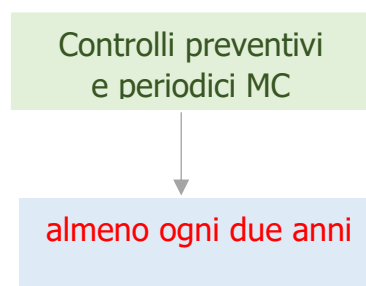 Controlli preventivi
e periodici MC
almeno ogni due anni